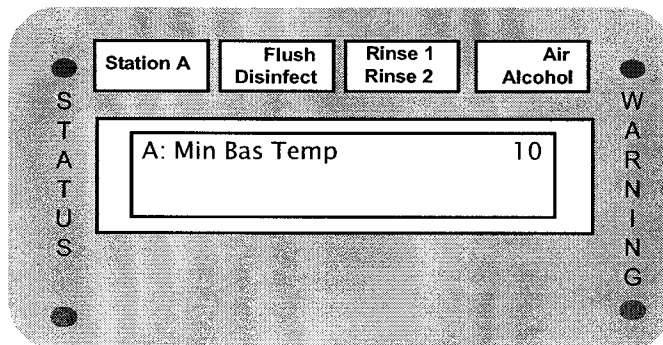 Station A
Flush
Disinfect
Rinse 1
Rinse 2
Air
Alcohol
STATUS
A: Min Bas Temp 10
WARNING